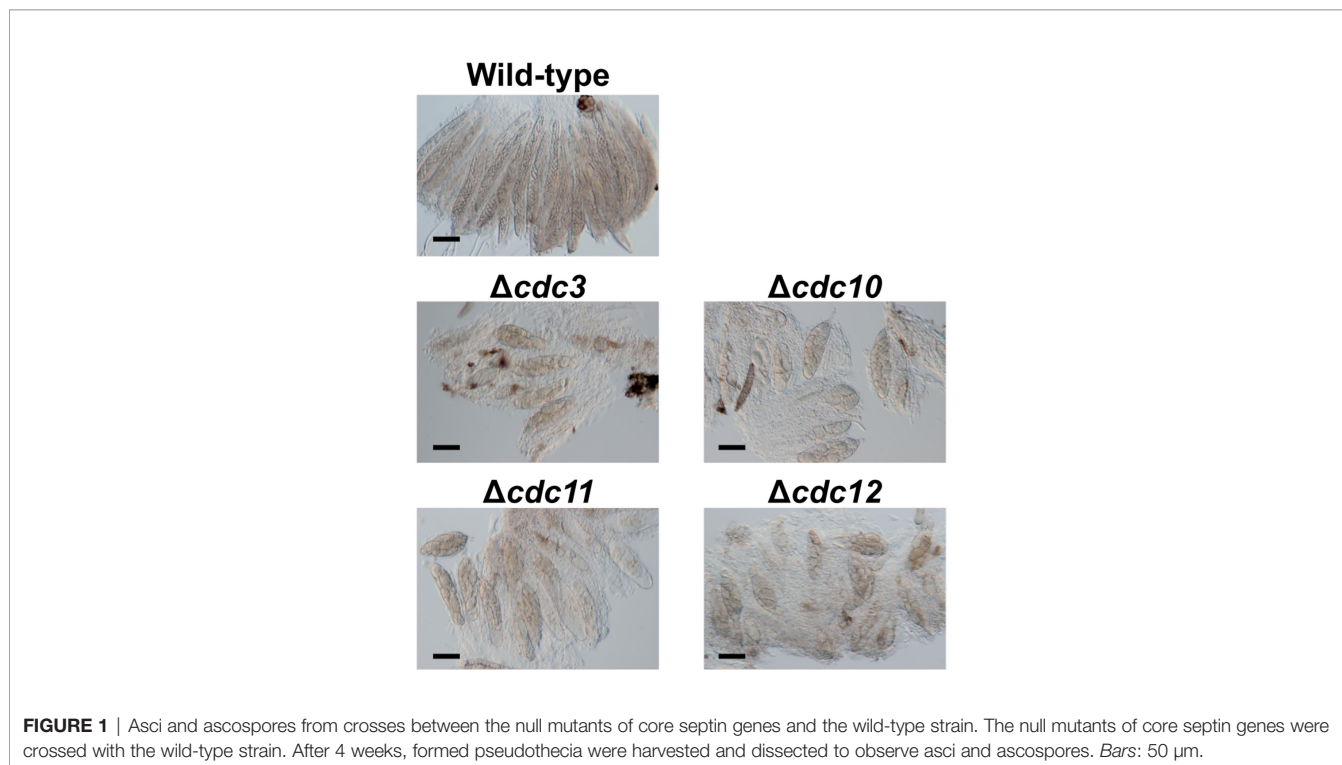 Wild-type
Δcdc3
Δcdc10
Δcdc11
Δcdc12
FIGURE 1 | Asci and ascospores from crosses between the null mutants of core septin genes and the wild-type strain. The null mutants of core septin genes were
crossed with the wild-type strain. After 4 weeks, formed pseudothecia were harvested and dissected to observe asci and ascospores. Bars: 50 μm.